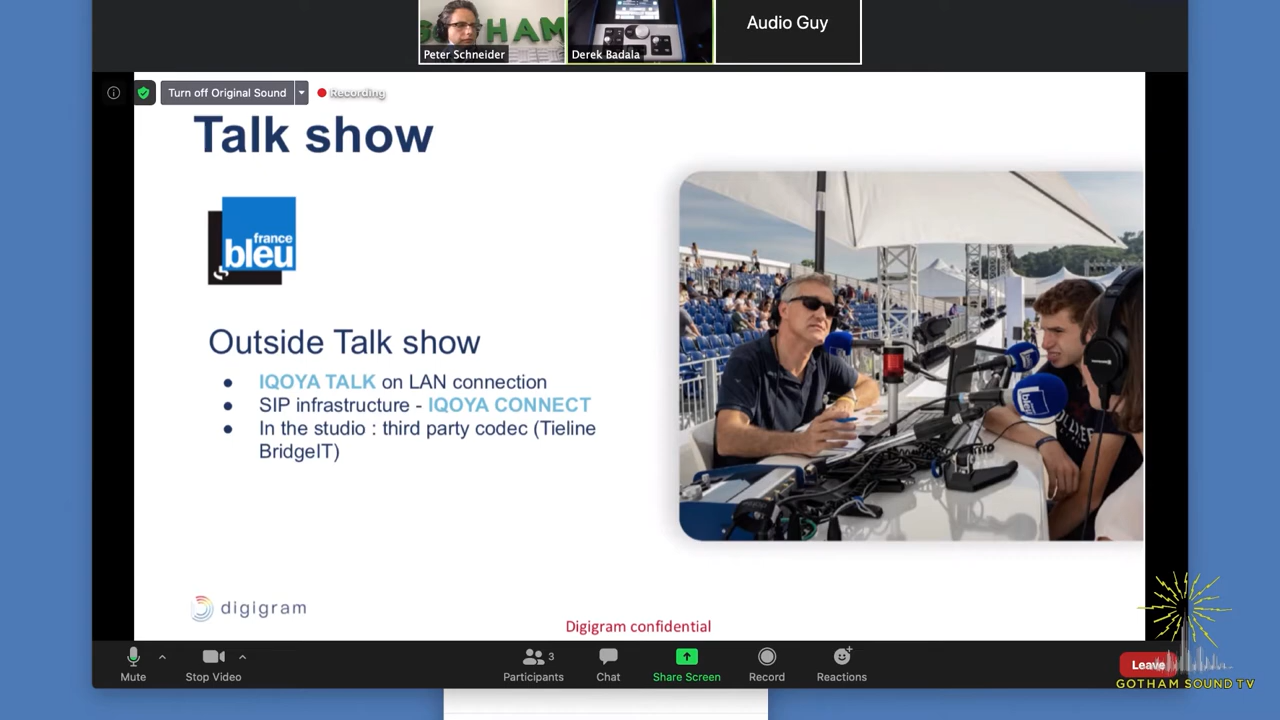 GOTHAM
Peter Schneider
Derek Badala
Audio Guy
Turn off Original Sound
Recording
Talk show
france
bleu
Outside Talk show
● IQOYA TALK on LAN connection
● SIP infrastructure - IQOYA CONNECT
● In the studio : third party codec (Tieline
BridgeIT)
digigram
Digigram confidential
Mute
Stop Video
Participants
3
Chat
Share Screen
Record
Reactions
Leave
GOTHAM SOUND TV